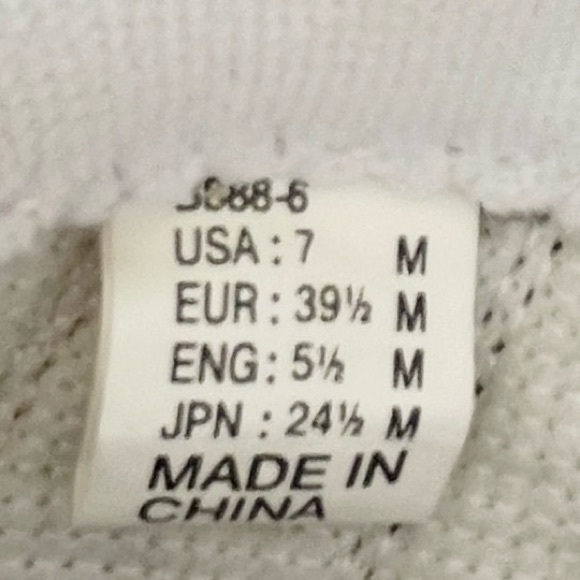 USA : 7 M
EUR : 39½ M
ENG : 5½ M
JPN : 24½ M
MADE IN
CHINA